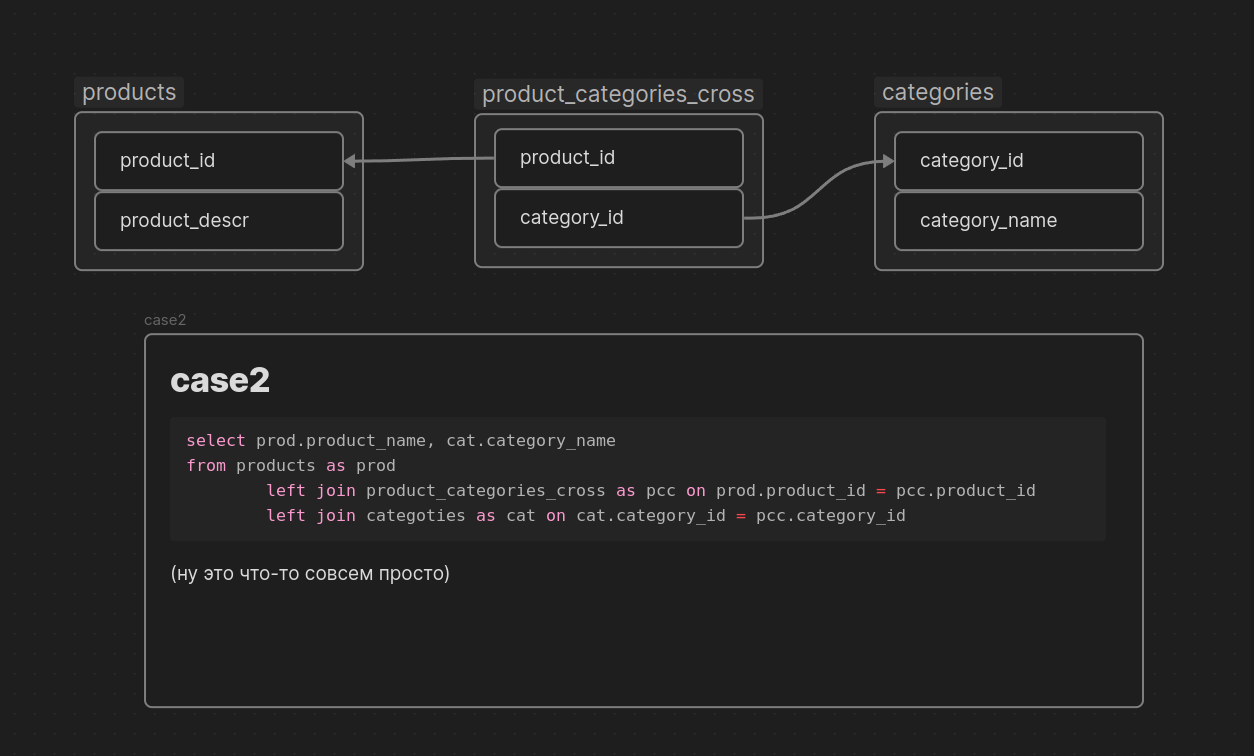 products
product_categories_cross
categories
product_id
product_id
category_id
product_descr
category_id
category_name
case2
case2
select prod.product_name, cat.category_name
from products as prod
left join product_categories_cross as pcc on prod.product_id = pcc.product_id
left join categoties as cat on cat.category_id = pcc.category_id
(ну это что-то совсем просто)